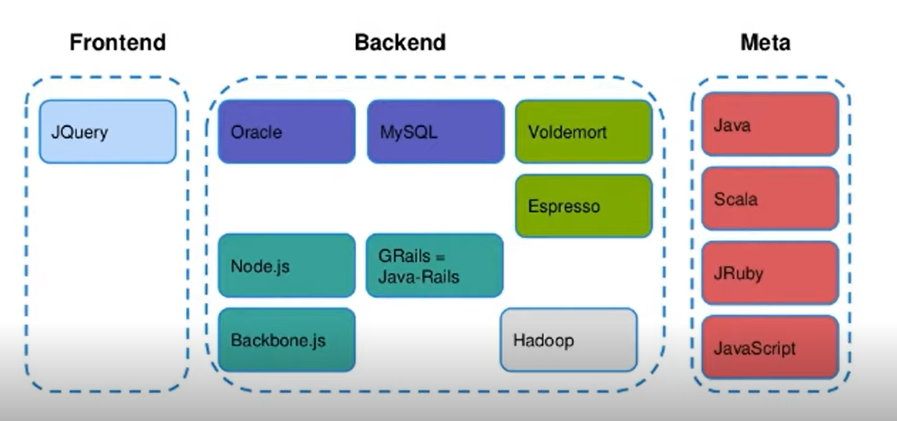 Frontend
Backend
Meta
JQuery
Oracle
MySQL
Voldemort
Espresso
Node.js
GRails =
Java-Rails
Backbone.js
Hadoop
Java
Scala
JRuby
JavaScript